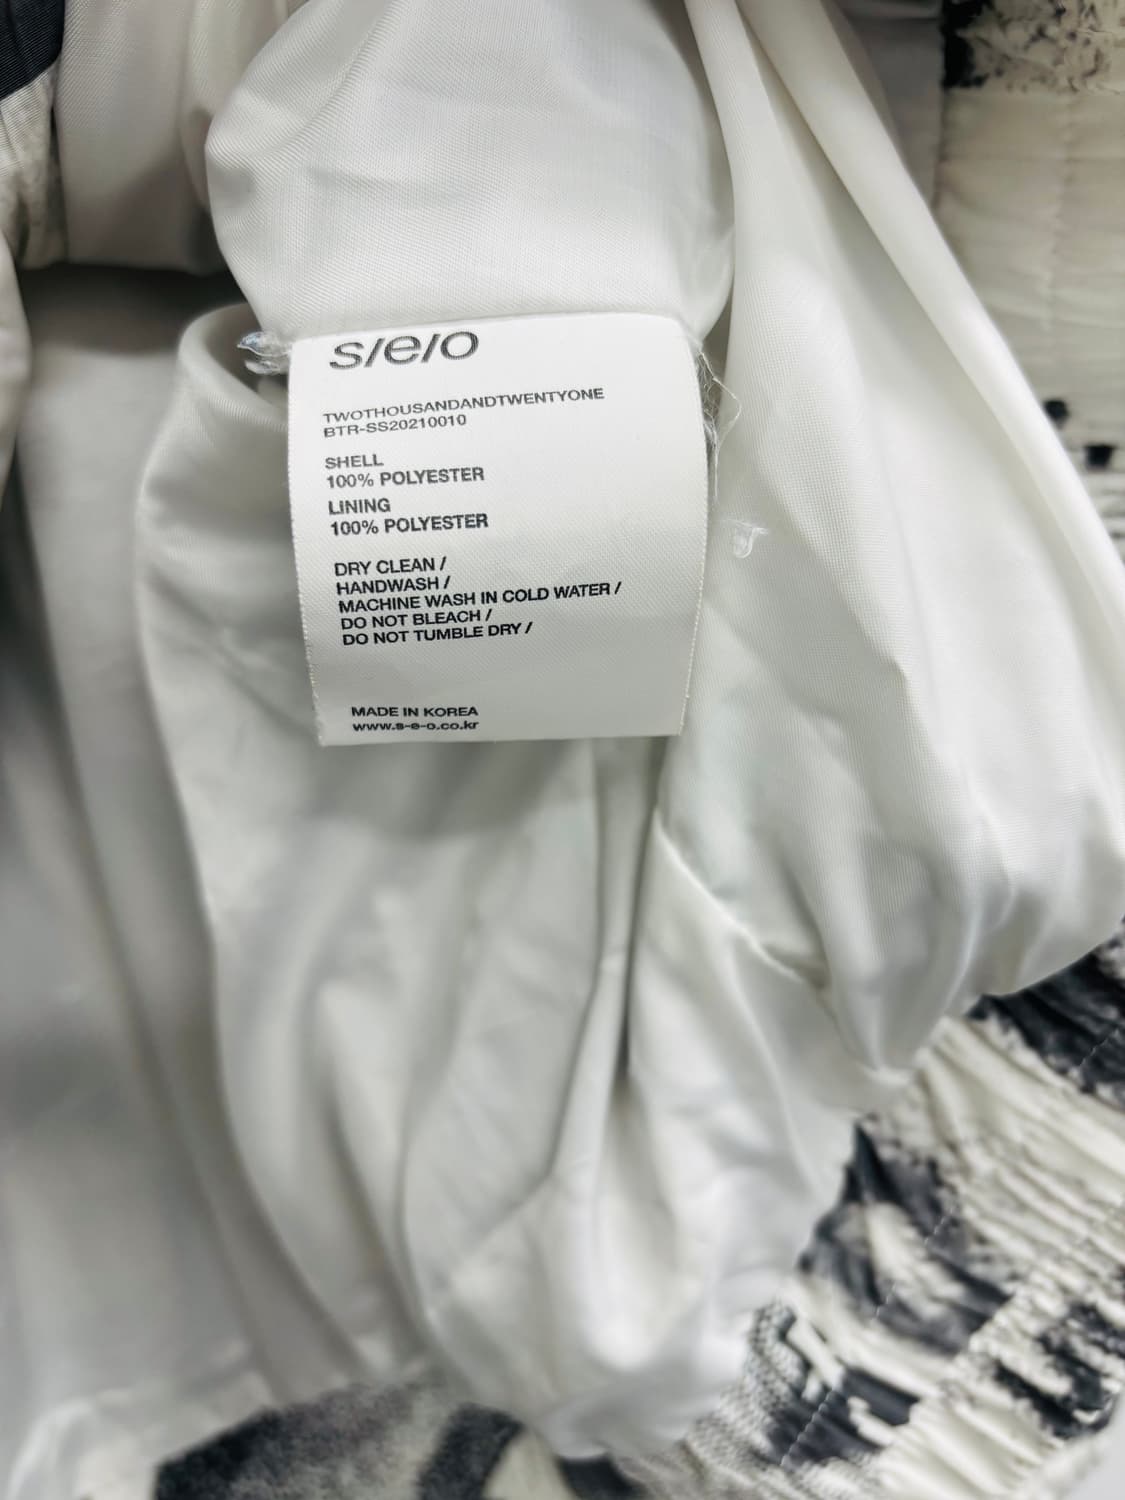 s/e/o
TWOTHOUSANDANDTWENTYONE
BTR-SS20210010
SHELL
100% POLYESTER
LINING
100% POLYESTER
DRY CLEAN /
HANDWASH /
MACHINE WASH IN COLD WATER /
DO NOT BLEACH /
DO NOT TUMBLE DRY /
MADE IN KOREA
www.s-e-o.co.kr